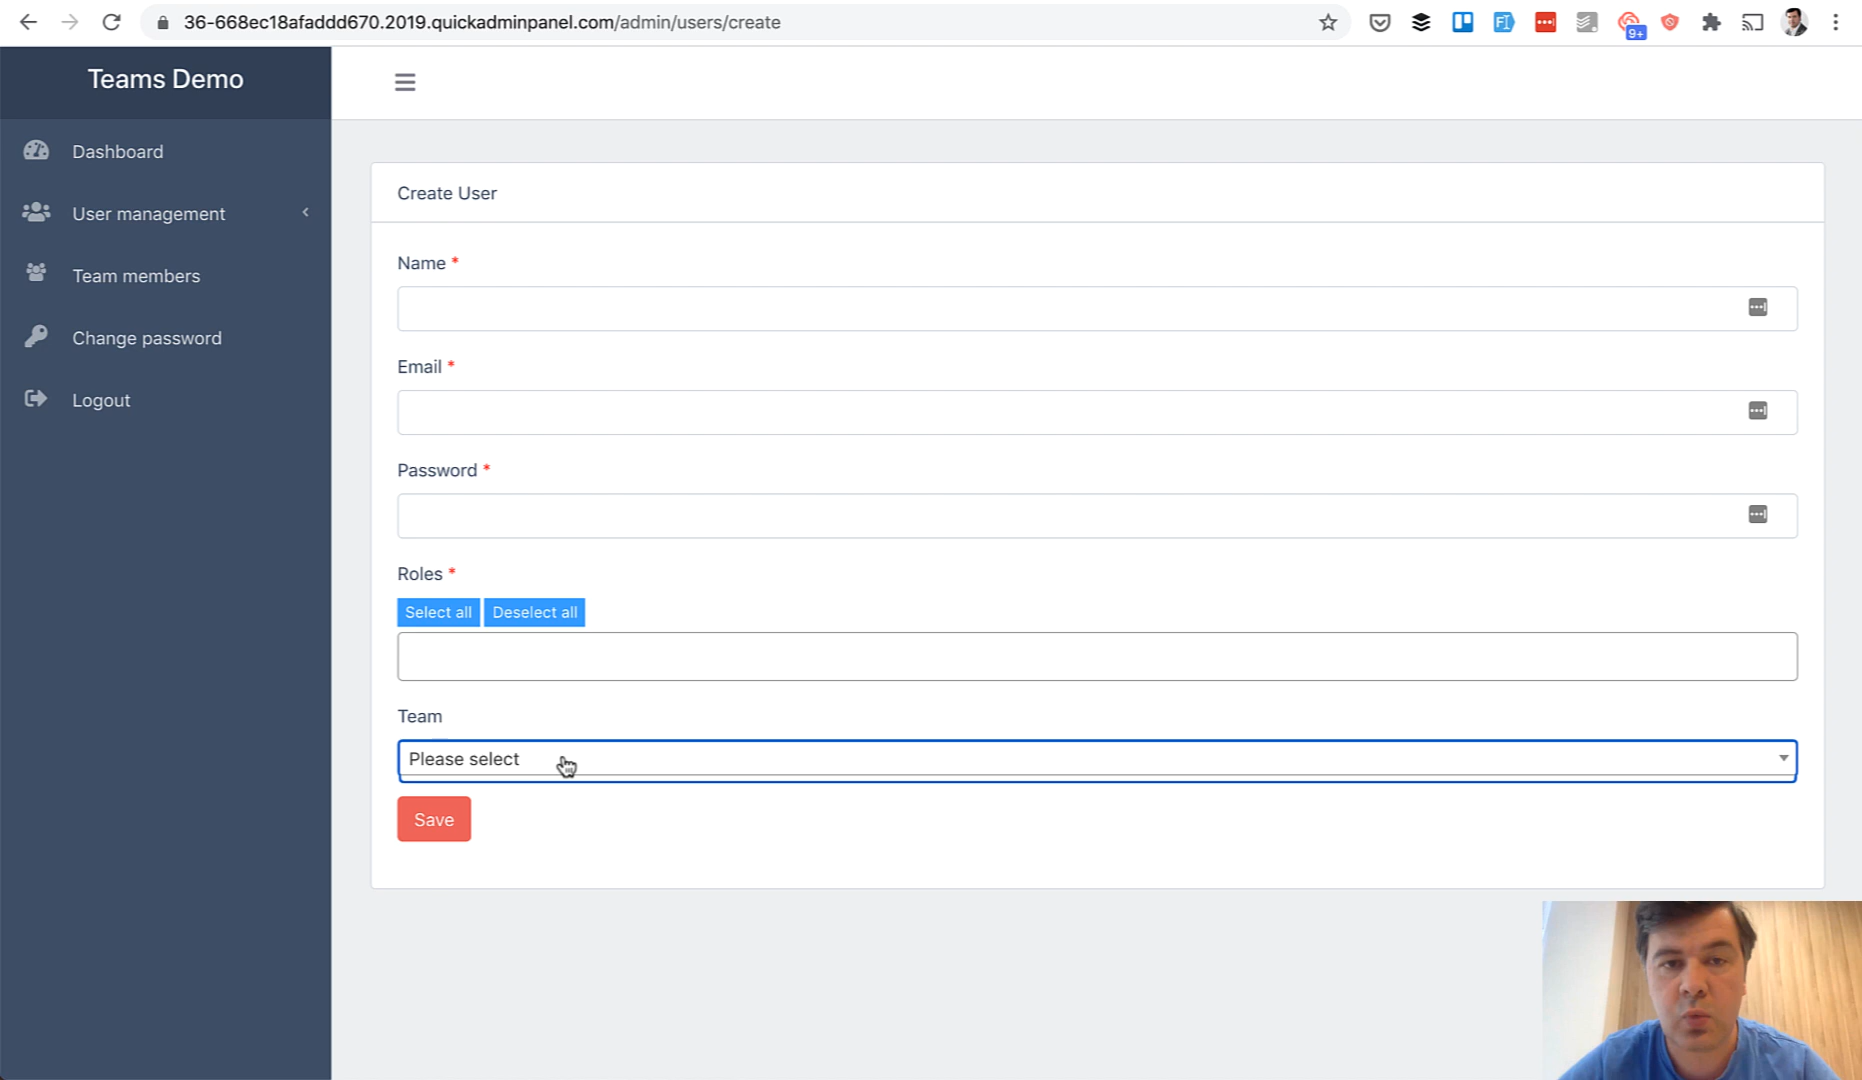 36-668ec18afaddd670.2019.quickadminpanel.com/admin/users/create
9+
Teams Demo
Dashboard
User management
Team members
Change password
Logout
Create User
Name *
Email *
Password *
Roles *
Select all Deselect all
Team
Please select
Save